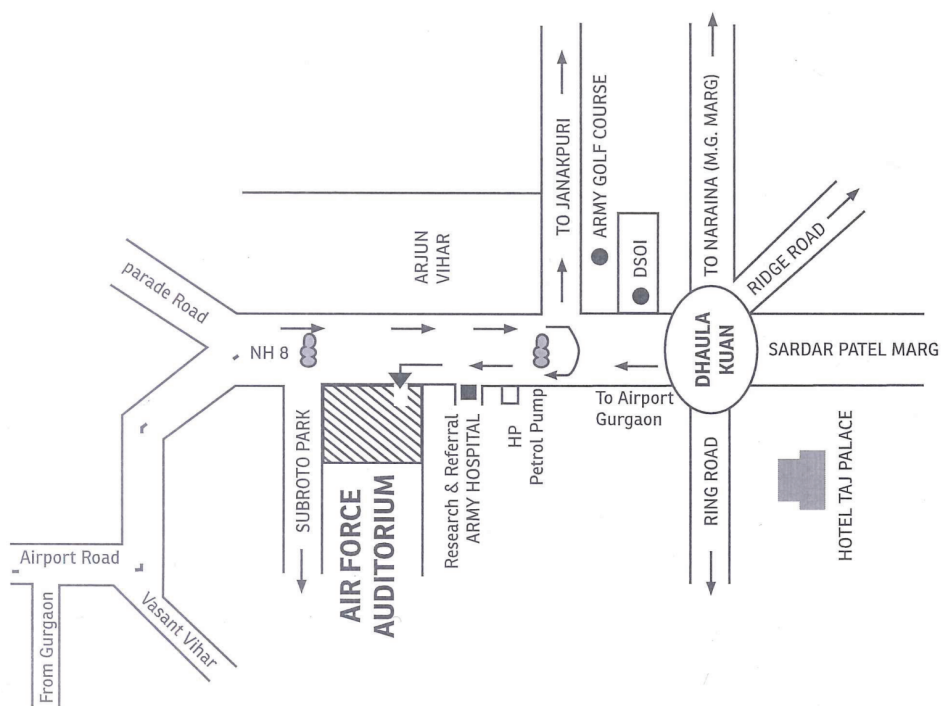 parade Road
NH 8
ARJUN
VIHAR
TO JANAKPURI
ARMY GOLF COURSE
DSOI
TO NARAINA (M.G. MARG)
RIDGE ROAD
DHAULA
KUAN
SARDAR PATEL MARG
To Airport
Gurgaon
HP
Petrol Pump
Research & Referral
ARMY HOSPITAL
SUBROTO PARK
AIR FORCE
AUDITORIUM
RING ROAD
HOTEL TAJ PALACE
Airport Road
Vasant Vihar
From Gurgaon